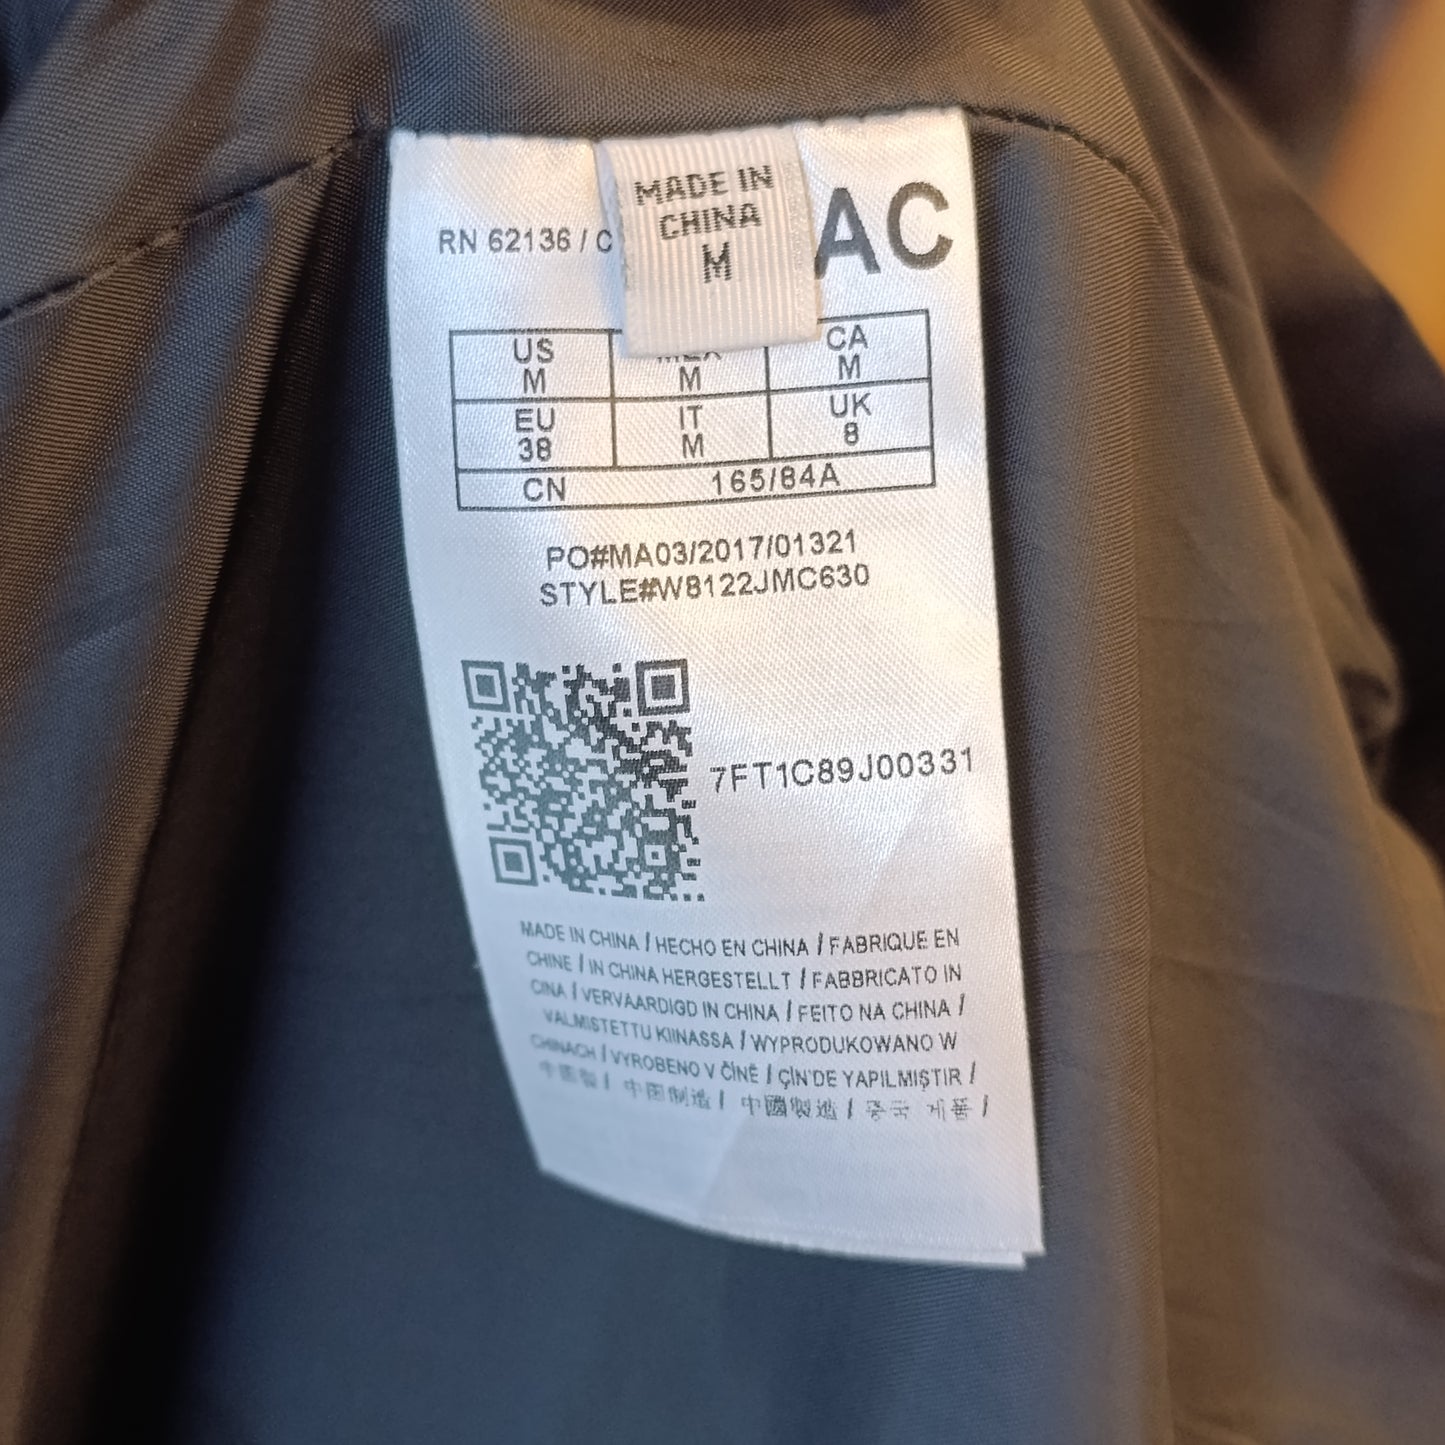 MADE IN
CHINA
M
RN 62136 / C
AC
US
M
M
CA
M
EU
38
IT
M
UK
8
CN 165/84A
PO#MA03/2017/01321
STYLE#W8122JMC630
7FT1C89J00331
MADE IN CHINA / HECHO EN CHINA / FABRIQUE EN
CHINE / IN CHINA HERGESTELLT / FABBRICATO IN
CINA / VERVAARDIGD IN CHINA / FEITO NA CHINA /
VALMISTETTU KIINASSA / WYPRODUKOWANO W
CHINACH / VYROBENO V ČÍNĚ / ÇİN'DE YAPILMIŞTIR /
中国製 / 中国制造 / 中國製造 / 중국 제품 /